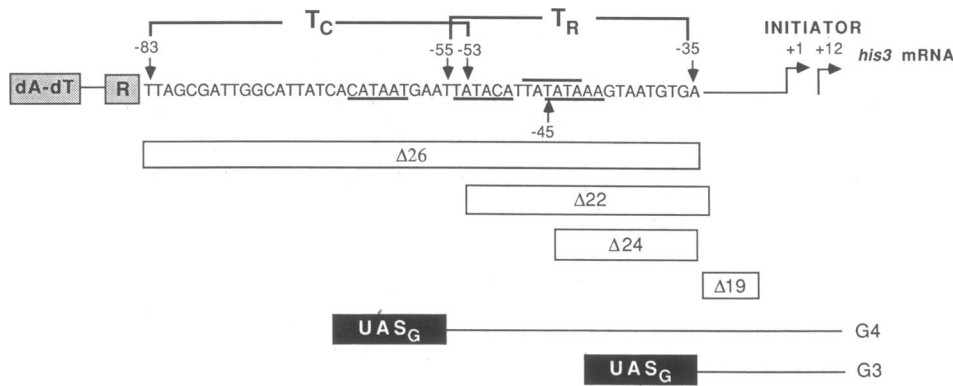 T_C T_R INITIATOR
-83 -55 -53 -35 +1 +12 his3 mRNA
dA-dT R TTAGCGATTGGCATTATCACATAATGAATTATACATTATATAAAGTAATGTGA
-45
Δ26
Δ22
Δ24
Δ19
UAS_G G4
UAS_G G3